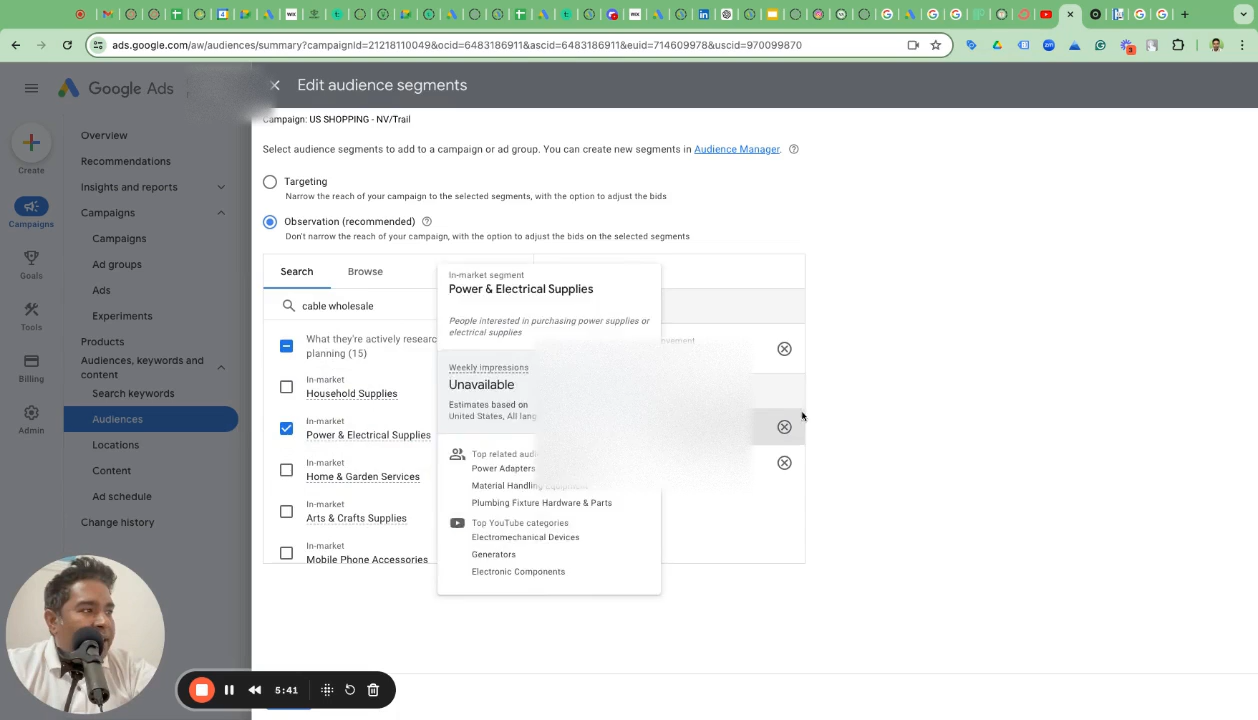 ads.google.com/aw/audiences/summary?campaignId=21218110049&ocid=6483186911&ascid=6483186911&euid=714609978&uscid=970099870
Google Ads
Edit audience segments
Campaign: US SHOPPING - NV/Trail
Select audience segments to add to a campaign or ad group. You can create new segments in Audience Manager.
Targeting
Narrow the reach of your campaign to the selected segments, with the option to adjust the bids
Observation (recommended)
Don't narrow the reach of your campaign, with the option to adjust the bids on the selected segments
Create
Campaigns
Goals
Tools
Billing
Admin
Overview
Recommendations
Insights and reports
Campaigns
Campaigns
Ad groups
Ads
Experiments
Products
Audiences, keywords and
content
Search keywords
Audiences
Locations
Content
Ad schedule
Change history
Search
Browse
cable wholesale
What they're actively researc
planning (15)
In-market
Household Supplies
In-market
Power & Electrical Supplies
In-market
Home & Garden Services
In-market
Arts & Crafts Supplies
In-market
Mobile Phone Accessories
In-market segment
Power & Electrical Supplies
People interested in purchasing power supplies or
electrical supplies
Weekly impressions
Unavailable
Estimates based on
United States, All lang
Top related audi
Power Adapters
Material Handling Equipment
Plumbing Fixture Hardware & Parts
Top YouTube categories
Electromechanical Devices
Generators
Electronic Components
5:41